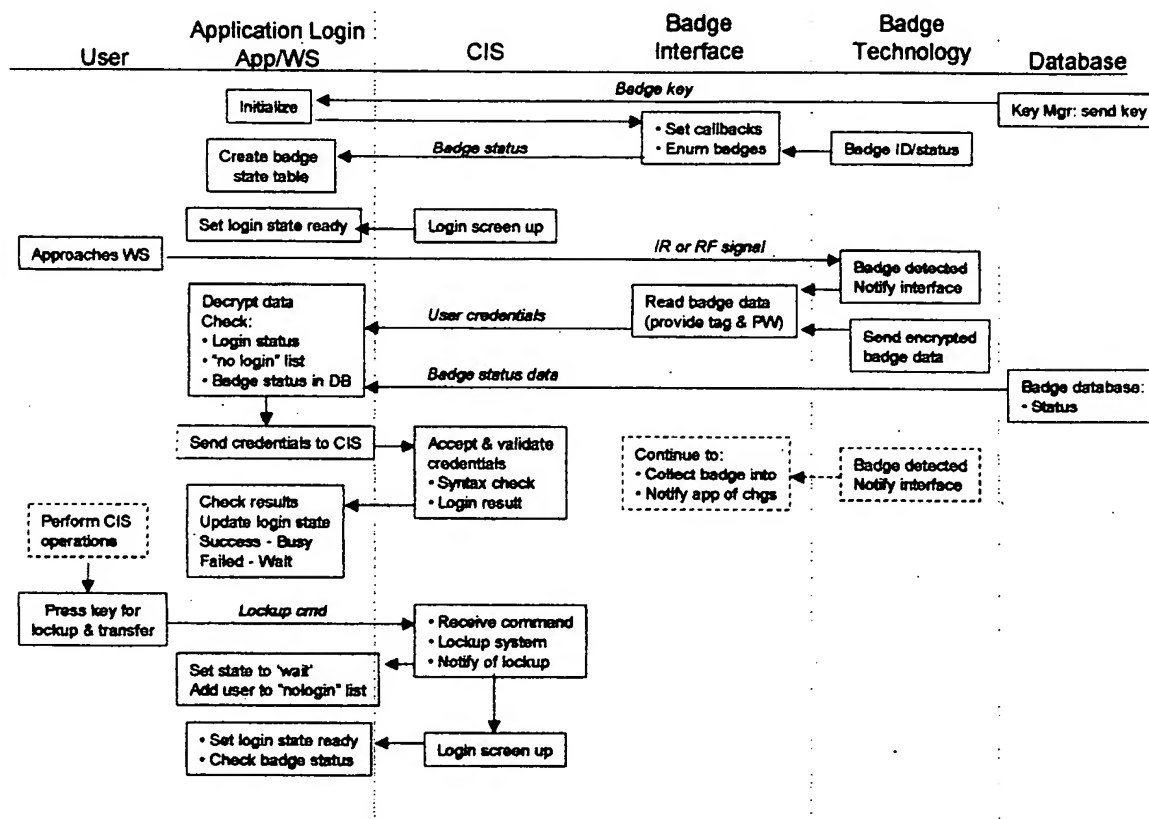 User
Application Login
App/WS
CIS
Badge
Interface
Badge
Technology
Database
Badge key
Initialize
Key Mgr: send key
• Set callbacks
• Enum badges
Badge ID/status
Badge status
Create badge
state table
Set login state ready
Login screen up
Approaches WS
IR or RF signal
Badge detected
Notify interface
Decrypt data
Check:
• Login status
• "no login" list
• Badge status in DB
User credentials
Read badge data
(provide tag & PW)
Send encrypted
badge data
Badge status data
Badge database:
• Status
Send credentials to CIS
Accept & validate
credentials
• Syntax check
• Login result
Continue to:
• Collect badge into
• Notify app of chgs
Badge detected
Notify interface
Check results
Update login state
Success - Busy
Failed - Wait
Perform CIS
operations
Press key for
lockup & transfer
Lockup cmd
• Receive command
• Lockup system
• Notify of lockup
Set state to 'wait'
Add user to "nologin" list
• Set login state ready
• Check badge status
Login screen up